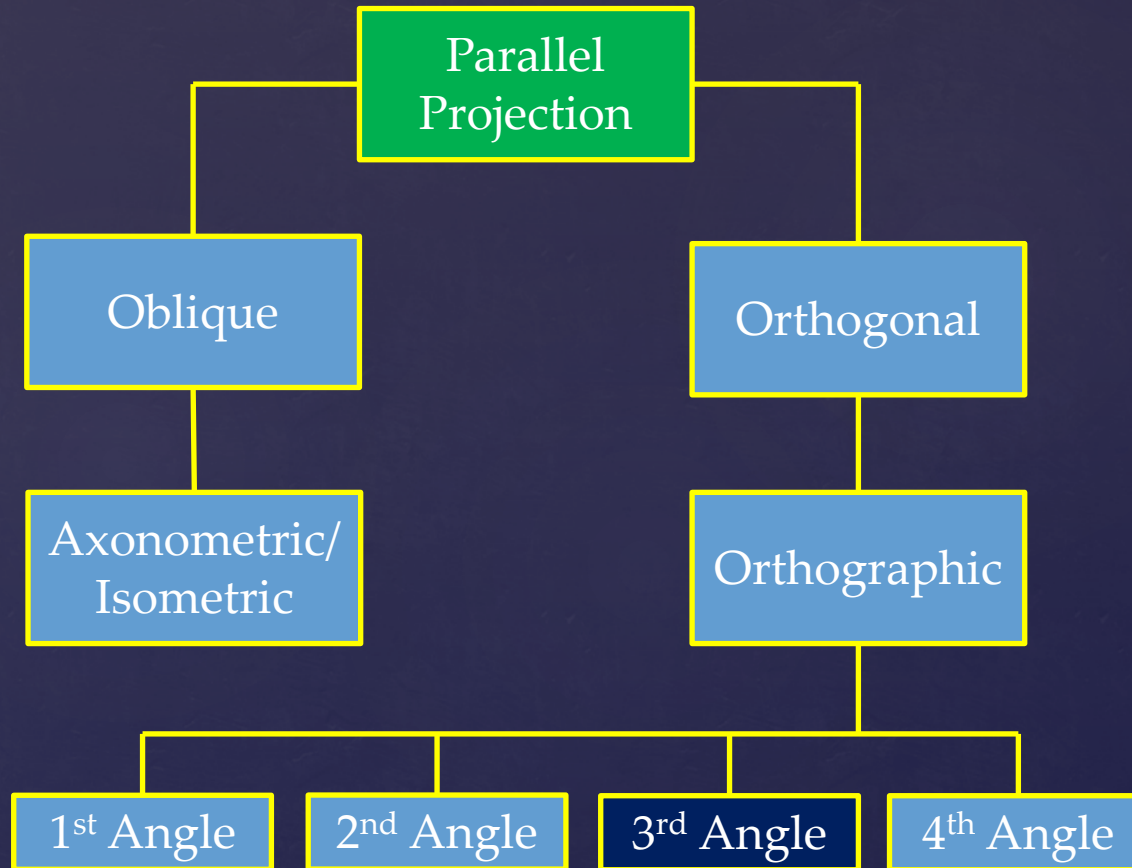 Parallel
Projection
Oblique
Orthogonal
Axonometric/
Isometric
Orthographic
1st Angle
2nd Angle
3rd Angle
4th Angle